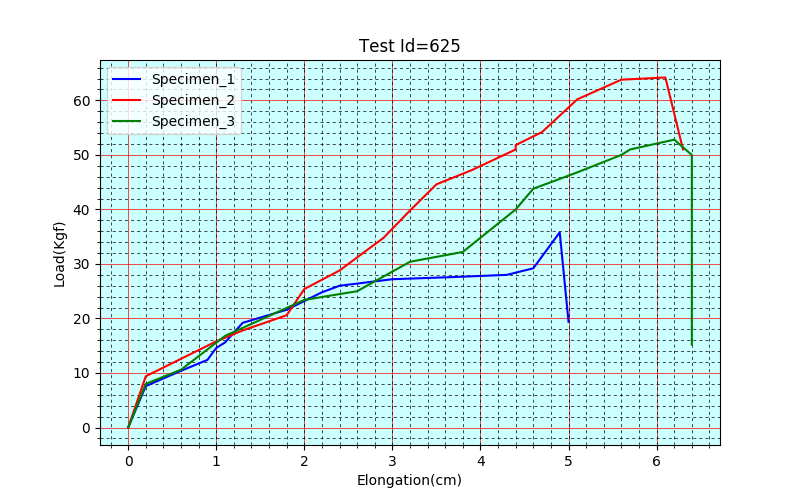 Test Id=625
Specimen_1
Specimen_2
Specimen_3
Load(Kgf)
60
50
40
30
20
10
0
0 1 2 3 4 5 6
Elongation(cm)